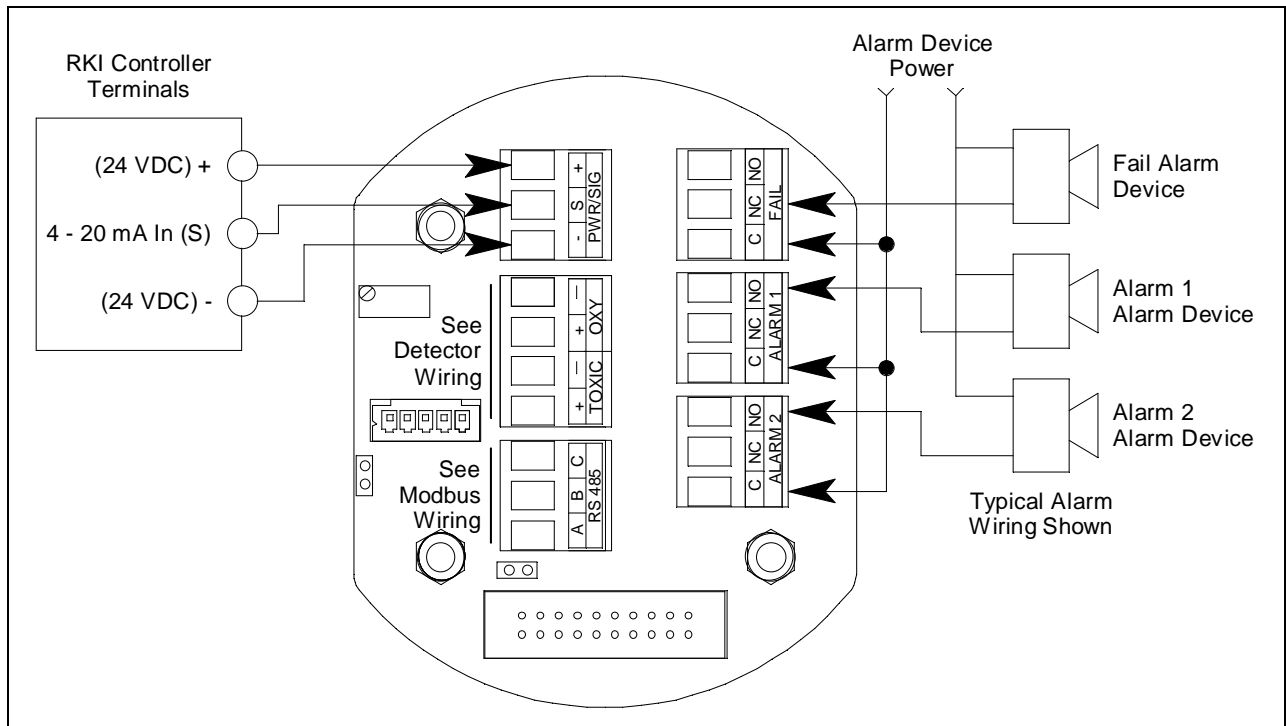 RKI Controller
Terminals
(24 VDC) +
4 - 20 mA In (S)
(24 VDC) -
+
S
-
PWR/SIG
See
Detector
Wiring
–
+
OXY
–
+
TOXIC
See
Modbus
Wiring
C
B
A
RS 485
NO
NC
C
FAIL
NO
NC
C
ALARM 1
NO
NC
C
ALARM 2
Alarm Device
Power
Fail Alarm
Device
Alarm 1
Alarm Device
Alarm 2
Alarm Device
Typical Alarm
Wiring Shown